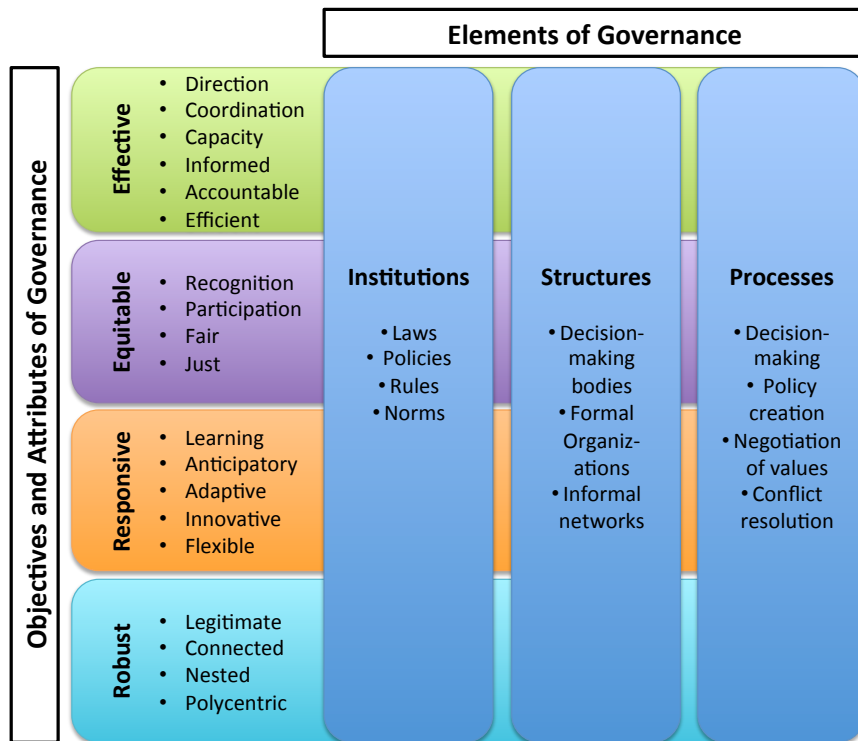 Elements of Governance
Objectives and Attributes of Governance
Effective
• Direction
• Coordination
• Capacity
• Informed
• Accountable
• Efficient
Equitable
• Recognition
• Participation
• Fair
• Just
Responsive
• Learning
• Anticipatory
• Adaptive
• Innovative
• Flexible
Robust
• Legitimate
• Connected
• Nested
• Polycentric
Institutions
• Laws
• Policies
• Rules
• Norms
Structures
• Decision-
making
bodies
• Formal
Organiz-
ations
• Informal
networks
Processes
• Decision-
making
• Policy
creation
• Negotiation
of values
• Conflict
resolution